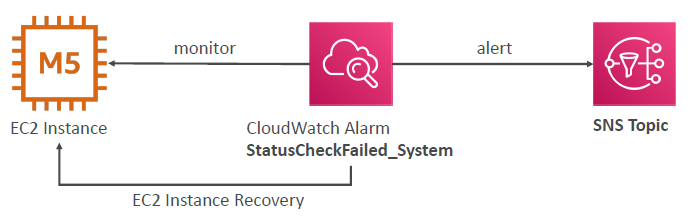 monitor
alert
M5
EC2 Instance
CloudWatch Alarm
StatusCheckFailed_System
SNS Topic
EC2 Instance Recovery